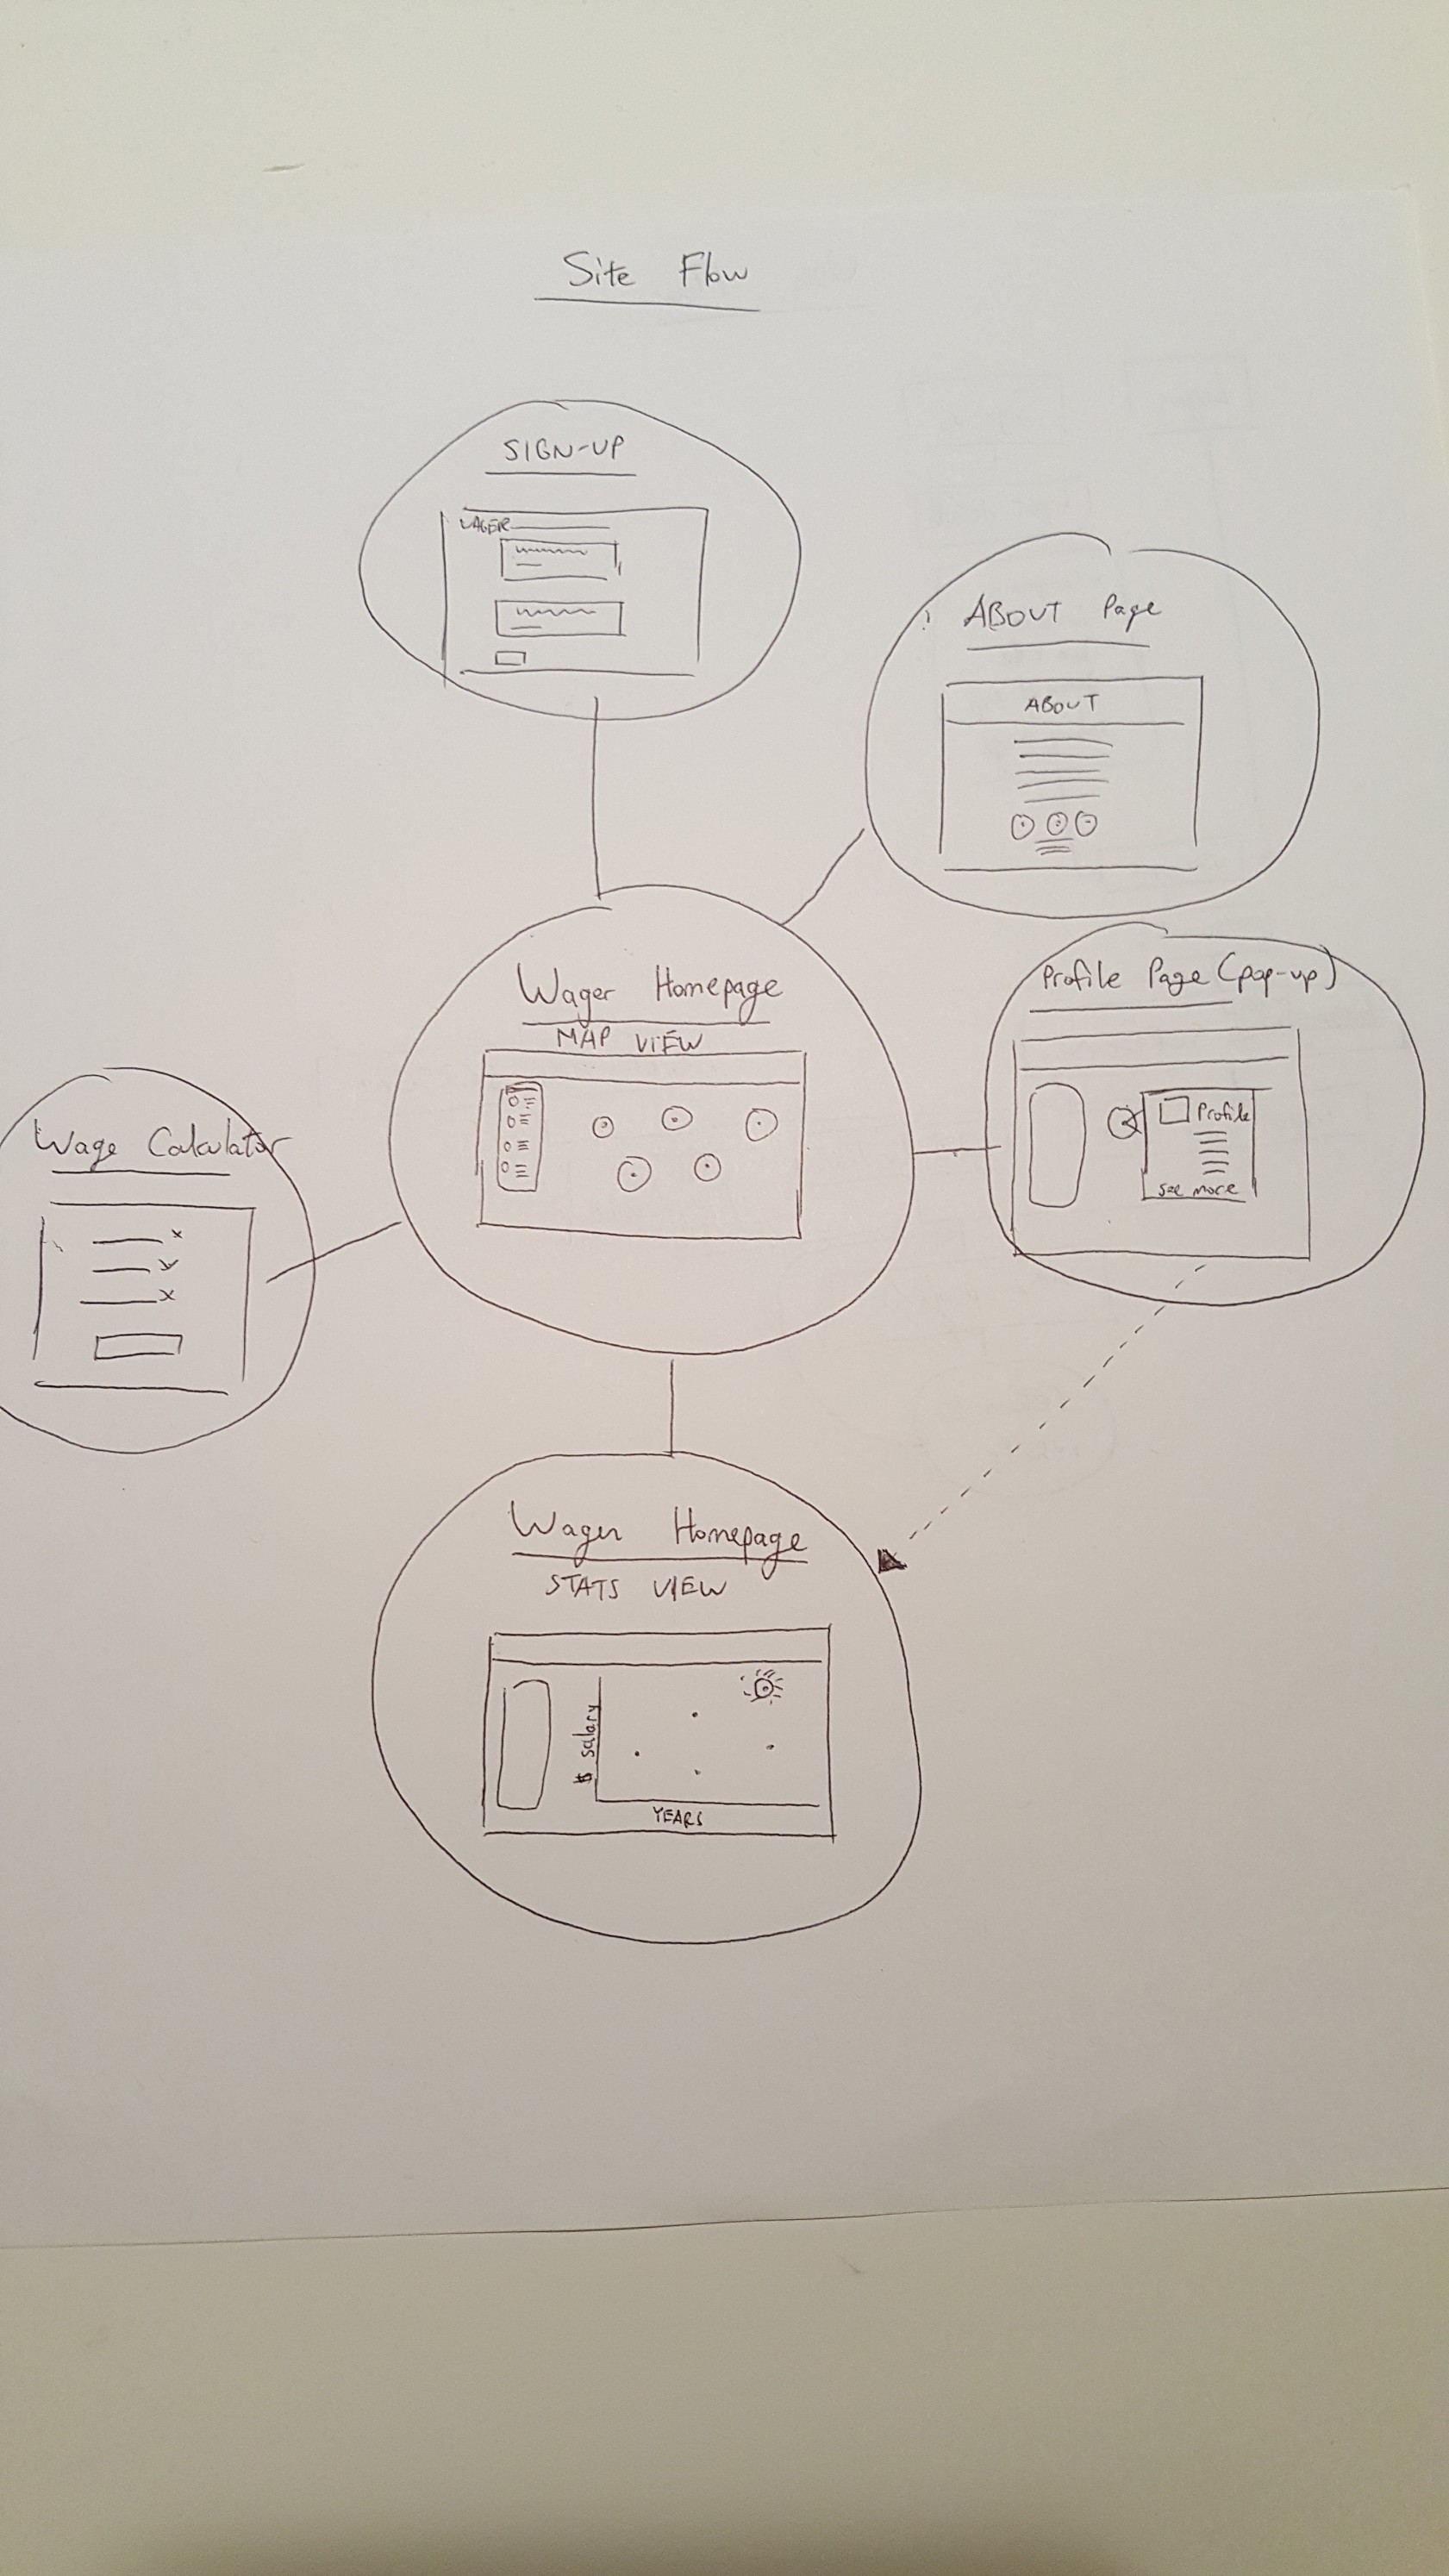 Site Flow
SIGN-UP
WAGER
ABOUT Page
ABOUT
Wager Homepage
MAP VIEW
Profile Page (pop-up)
Profile
see more
Wage Calculator
Wager Homepage
STATS VIEW
$ salary
YEARS